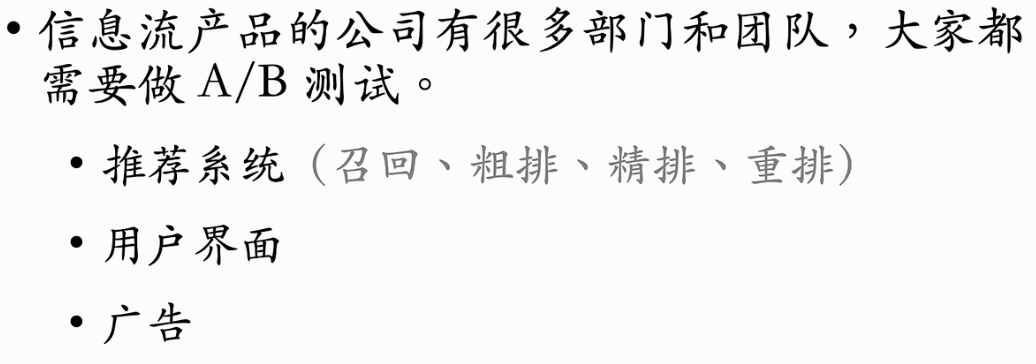 • 信息流产品的公司有很多部门和团队，大家都
需要做 A/B 测试。
• 推荐系统（召回、粗排、精排、重排）
• 用户界面
• 广告